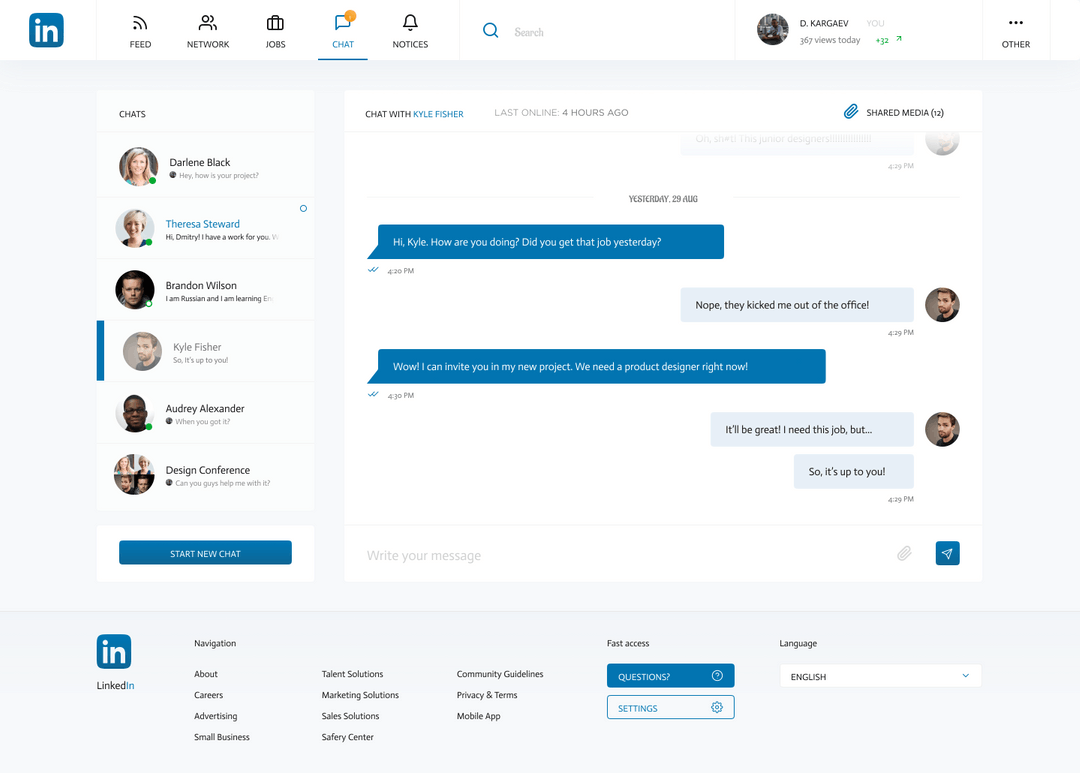 in
FEED
NETWORK
JOBS
CHAT
NOTICES
Search
D. KARGAEV YOU
367 views today +32
OTHER
CHATS
Darlene Black
Hey, how is your project?
Theresa Steward
Hi, Dmitry! I have a work for you.
Brandon Wilson
I am Russian and I am learning En
Kyle Fisher
So, It's up to you!
Audrey Alexander
When you got it?
Design Conference
Can you guys help me with it?
START NEW CHAT
CHAT WITH KYLE FISHER
LAST ONLINE: 4 HOURS AGO
SHARED MEDIA (12)
4:29 PM
YESTERDAY, 29 AUG
Hi, Kyle. How are you doing? Did you get that job yesterday?
4:20 PM
Nope, they kicked me out of the office!
4:29 PM
Wow! I can invite you in my new project. We need a product designer right now!
4:30 PM
It'll be great! I need this job, but...
So, it's up to you!
4:29 PM
Write your message
in
LinkedIn
Navigation
About
Careers
Advertising
Small Business
Talent Solutions
Marketing Solutions
Sales Solutions
Safery Center
Community Guidelines
Privacy & Terms
Mobile App
Fast access
QUESTIONS?
SETTINGS
Language
ENGLISH